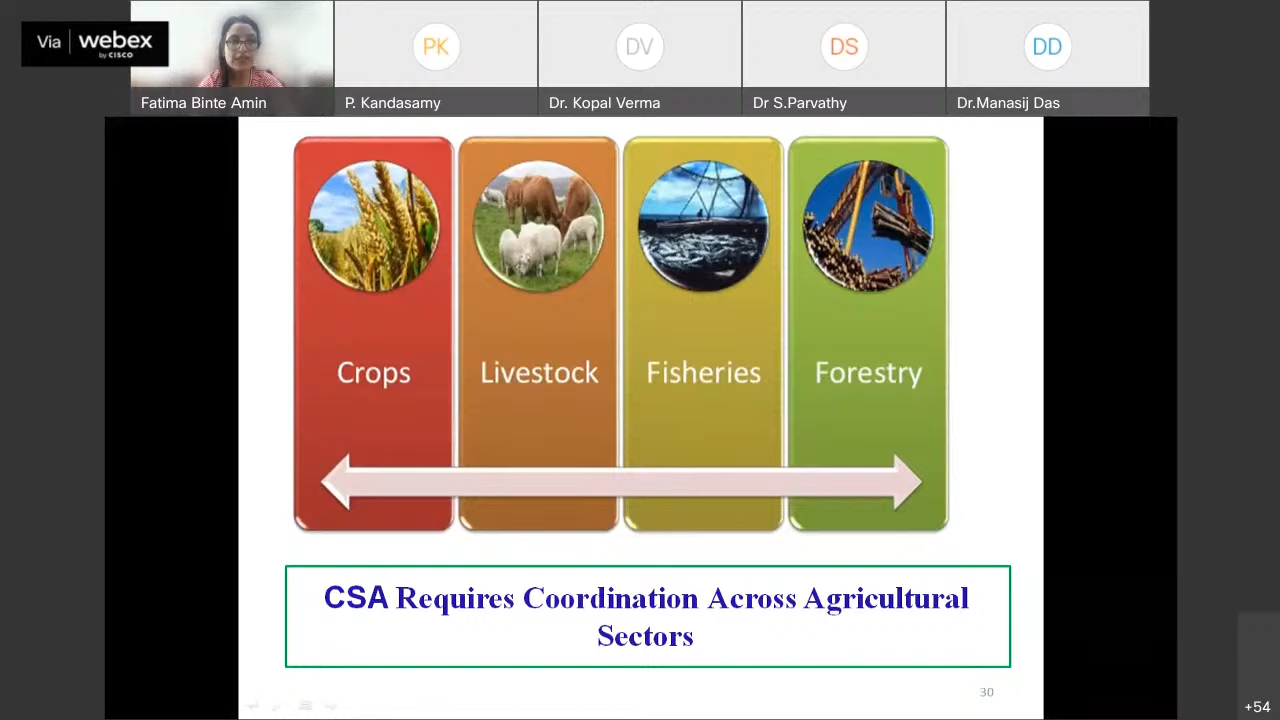 Via webex
by CISCO
PK
DV
DS
DD
Fatima Binte Amin
P. Kandasamy
Dr. Kopal Verma
Dr S.Parvathy
Dr.Manasij Das
Crops
Livestock
Fisheries
Forestry
CSA Requires Coordination Across Agricultural
Sectors
30
+54